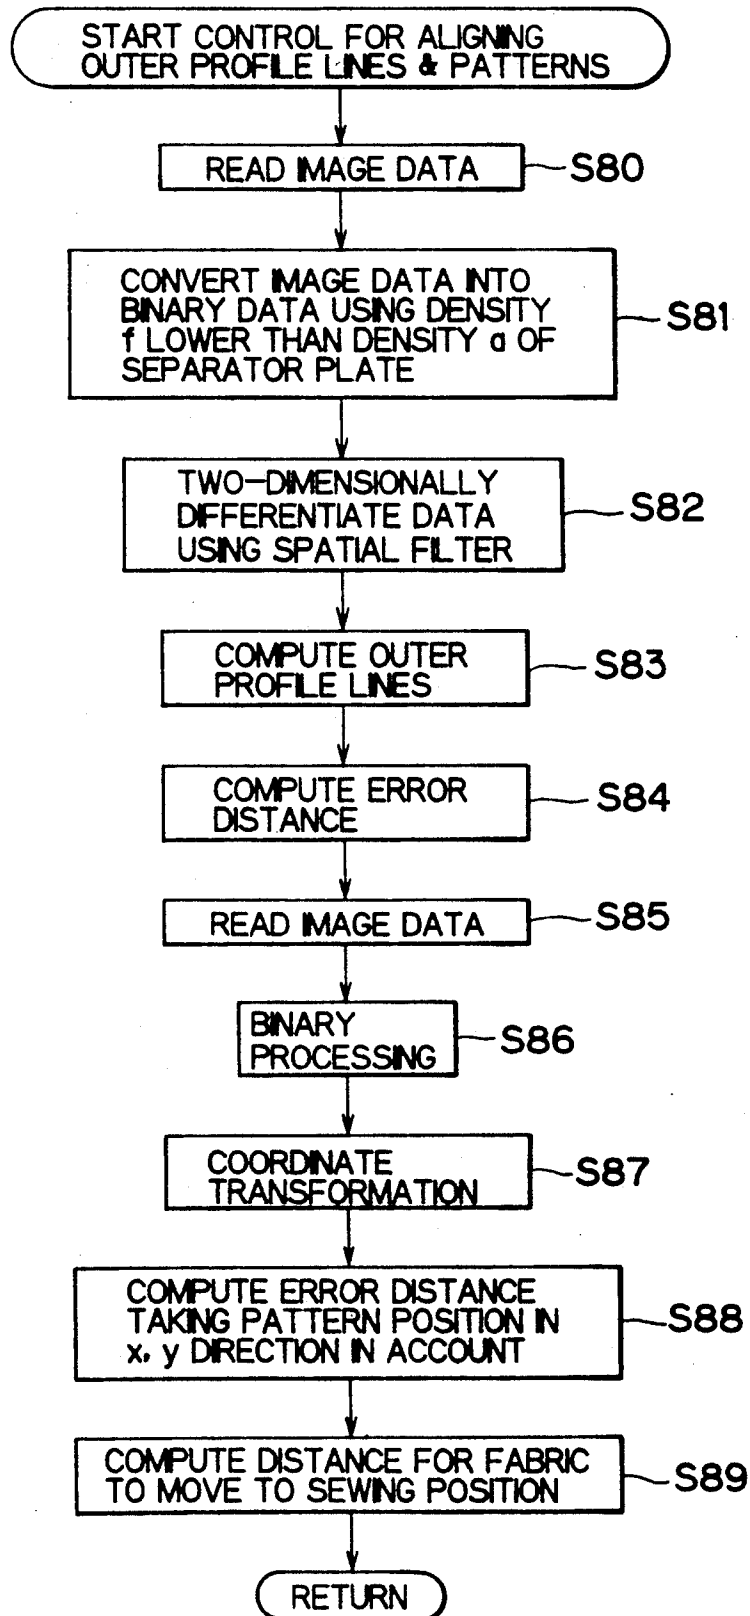 START CONTROL FOR ALIGNING
OUTER PROFILE LINES & PATTERNS
READ IMAGE DATA
S80
CONVERT IMAGE DATA INTO
BINARY DATA USING DENSITY
f LOWER THAN DENSITY a OF
SEPARATOR PLATE
S81
TWO-DIMENSIONALLY
DIFFERENTIATE DATA
USING SPATIAL FILTER
S82
COMPUTE OUTER
PROFILE LINES
S83
COMPUTE ERROR
DISTANCE
S84
READ IMAGE DATA
S85
BINARY
PROCESSING
S86
COORDINATE
TRANSFORMATION
S87
COMPUTE ERROR DISTANCE
TAKING PATTERN POSITION IN
x, y DIRECTION IN ACCOUNT
S88
COMPUTE DISTANCE FOR FABRIC
TO MOVE TO SEWING POSITION
S89
RETURN